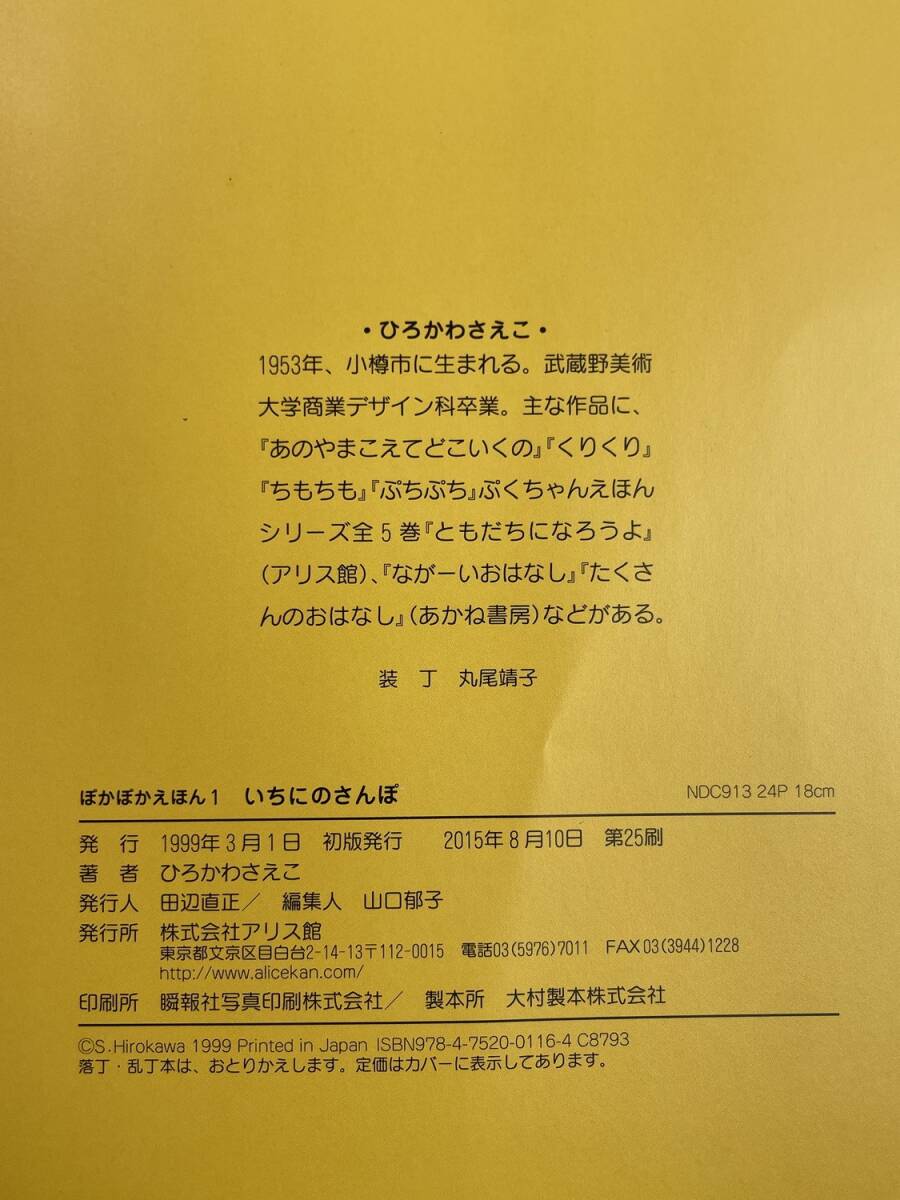 ・ひろかわさえこ・
1953年、小樽市に生まれる。武蔵野美術
大学商業デザイン科卒業。主な作品に、
『あのやまこえてどこいくの』『くりくり』
『ちもちも』『ぷちぷち』ぷくちゃんえほん
シリーズ全5巻『ともだちになろうよ』
（アリス館）、『ながーいおはなし』『たくさ
んのおはなし』（あかね書房）などがある。
装　丁　丸尾靖子
ぽかぽかえほん1　いちにのさんぽ　NDC913 24P 18cm
発　行　1999年3月1日　初版発行　2015年8月10日　第25刷
著　者　ひろかわさえこ
発行人　田辺直正／　編集人　山口郁子
発行所　株式会社アリス館
東京都文京区目白台2-14-13〒112-0015　電話03(5976)7011　FAX03(3944)1228
http://www.alicekan.com/
印刷所　瞬報社写真印刷株式会社／　製本所　大村製本株式会社
©S. Hirokawa 1999 Printed in Japan ISBN978-4-7520-0116-4 C8793
落丁・乱丁本は、おとりかえします。定価はカバーに表示してあります。